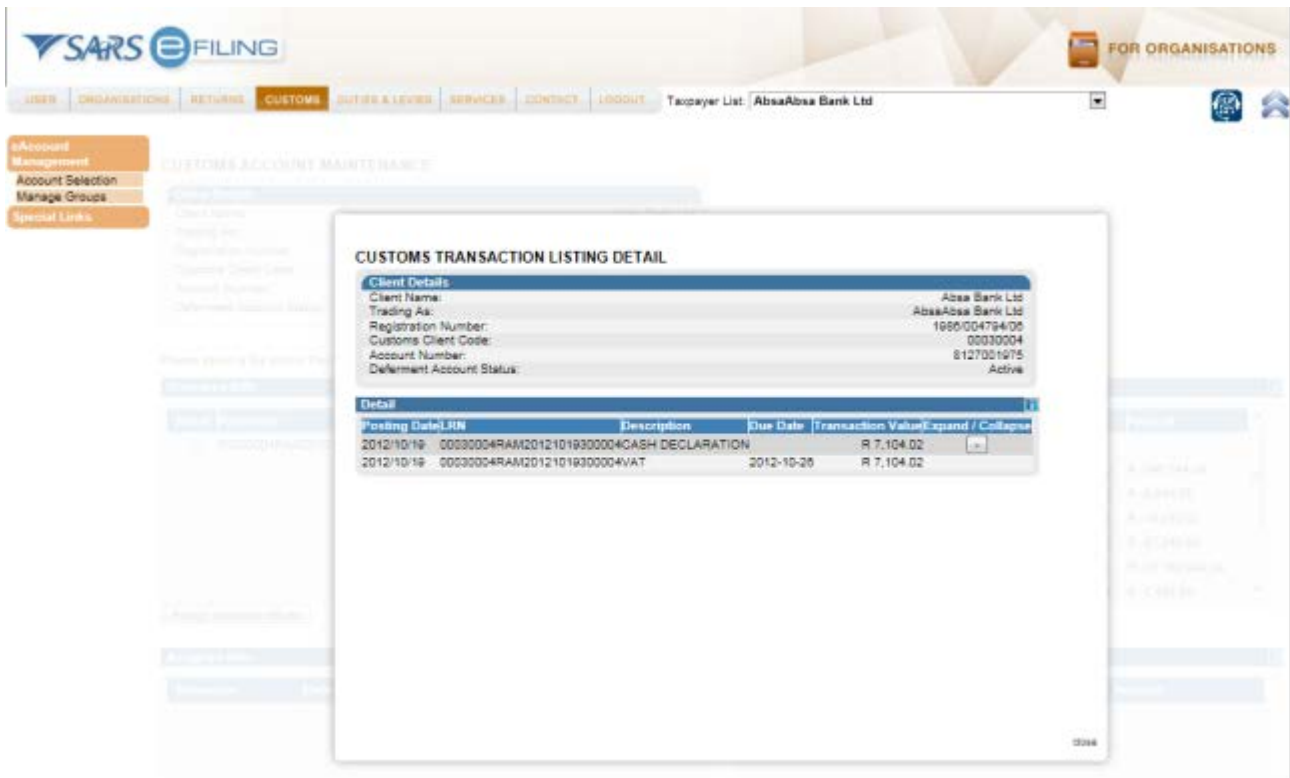 SARS eFILING
FOR ORGANISATIONS
USER ORGANISATIONS RETURNS CUSTOMS DUTIES & LEVIES SERVICES CONTACT LOGOUT Taxpayer List: AbsaAbsa Bank Ltd
eAccount
Management
Account Selection
Manage Groups
Special Links
CUSTOMS ACCOUNT MAINTENANCE
CUSTOMS TRANSACTION LISTING DETAIL
Client Details
Client Name: Absa Bank Ltd
Trading As: AbsaAbsa Bank Ltd
Registration Number: 1986/004794/06
Customs Client Code: 00030004
Account Number: 8127001975
Deferment Account Status: Active
Detail
Posting Date LRN Description Due Date Transaction Value Expand / Collapse
2012/10/19 00030004RAM20121019300004 CASH DECLARATION R 7,104.02 -
2012/10/19 00030004RAM20121019300004 VAT 2012-10-26 R 7,104.02
close